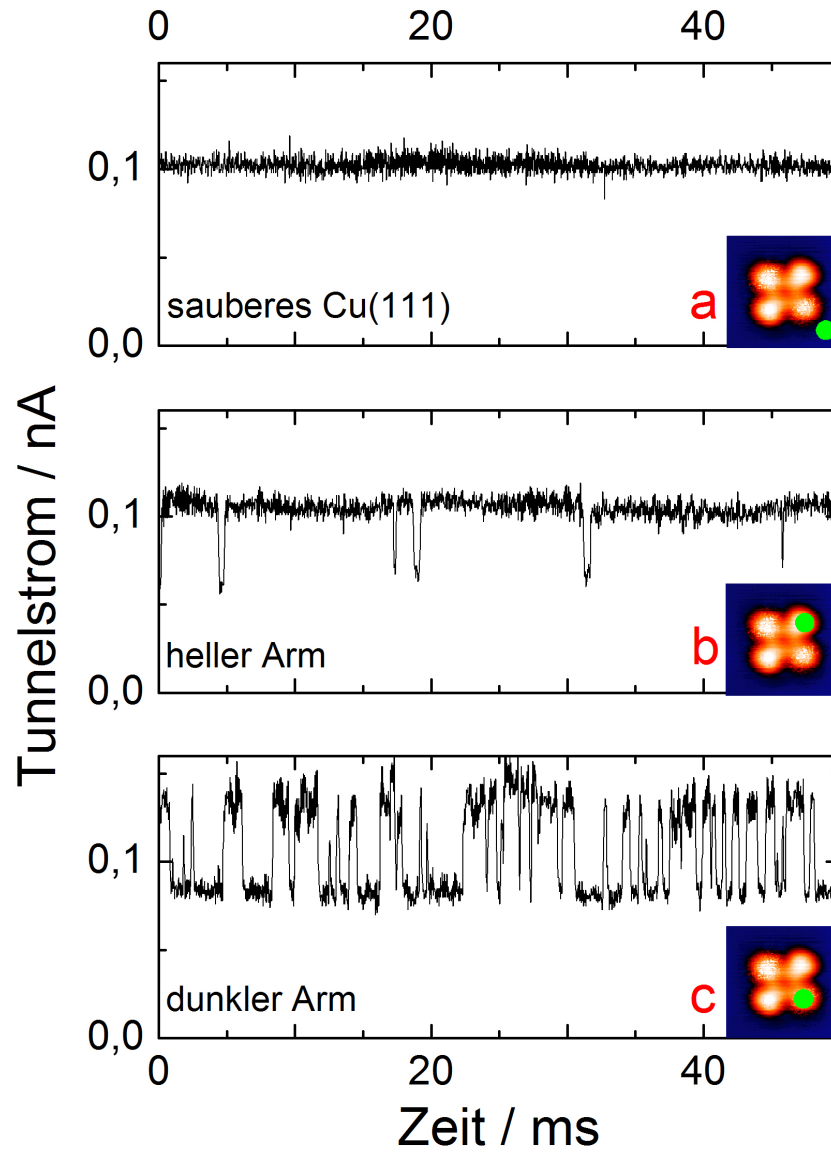 0 20 40
0,1
sauberes Cu(111) a
0,0
Tunnelstrom / nA
0,1
heller Arm b
0,0
0,1
dunkler Arm c
0,0
0 20 40
Zeit / ms